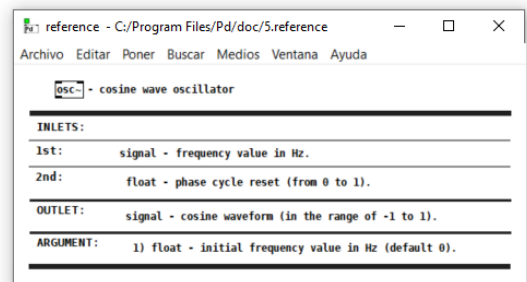 reference - C:/Program Files/Pd/doc/5.reference
Archivo Editar Poner Buscar Medios Ventana Ayuda
osc~ - cosine wave oscillator
INLETS:
1st: signal - frequency value in Hz.
2nd: float - phase cycle reset (from 0 to 1).
OUTLET: signal - cosine waveform (in the range of -1 to 1).
ARGUMENT: 1) float - initial frequency value in Hz (default 0).